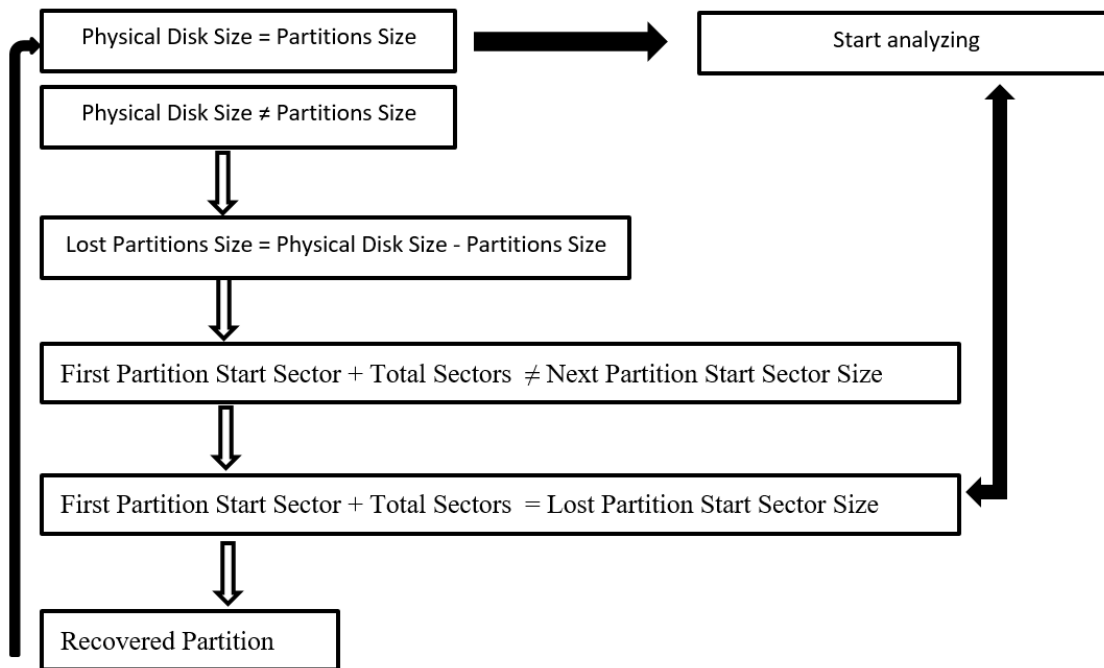 Physical Disk Size = Partitions Size
Start analyzing
Physical Disk Size ≠ Partitions Size
Lost Partitions Size = Physical Disk Size - Partitions Size
First Partition Start Sector + Total Sectors ≠ Next Partition Start Sector Size
First Partition Start Sector + Total Sectors = Lost Partition Start Sector Size
Recovered Partition